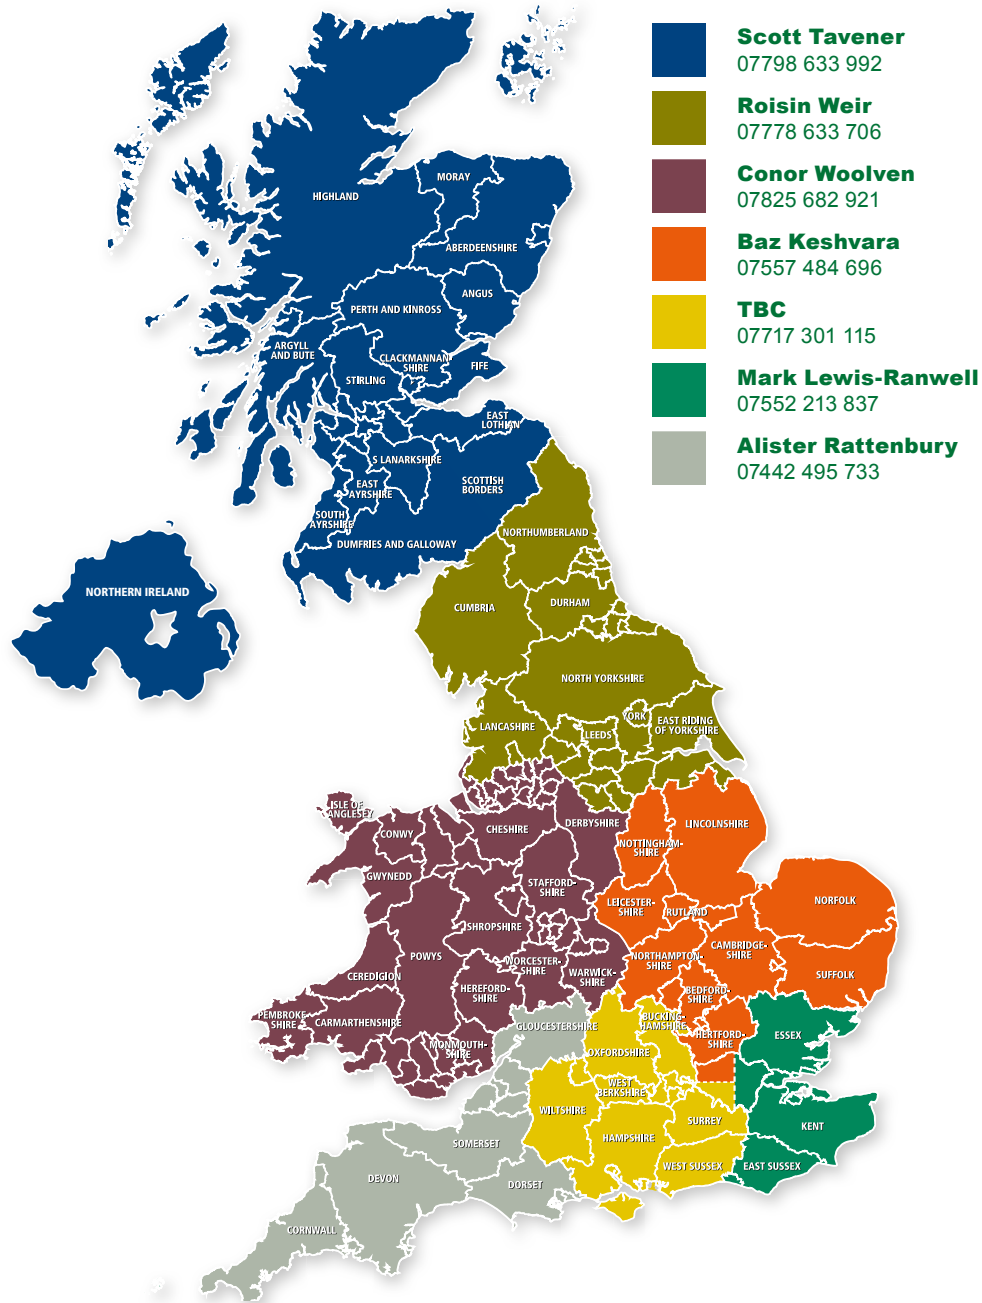 Scott Tavener
07798 633 992
Roisin Weir
07778 633 706
Conor Woolven
07825 682 921
Baz Keshvara
07557 484 696
TBC
07717 301 115
Mark Lewis-Ranwell
07552 213 837
Alister Rattenbury
07442 495 733
HIGHLAND
MORAY
ABERDEENSHIRE
ANGUS
PERTH AND KINROSS
ARGYLL
AND BUTE
CLACKMANNAN-
SHIRE
FIFE
STIRLING
EAST
LOTHIAN
S LANARKSHIRE
EAST
AYRSHIRE
SCOTTISH
BORDERS
SOUTH
AYRSHIRE
DUMFRIES AND GALLOWAY
NORTHERN IRELAND
NORTHUMBERLAND
CUMBRIA
DURHAM
NORTH YORKSHIRE
LANCASHIRE
YORK
LEEDS
EAST RIDING
OF YORKSHIRE
ISLE OF
ANGLESEY
CONWY
GWYNEDD
CHESHIRE
DERBYSHIRE
NOTTINGHAM-
SHIRE
LINCOLNSHIRE
STAFFORD-
SHIRE
LEICESTER-
SHIRE
RUTLAND
NORFOLK
SHROPSHIRE
POWYS
WORCESTER-
SHIRE
WARWICK-
SHIRE
NORTHAMPTON-
SHIRE
CAMBRIDGE-
SHIRE
SUFFOLK
CEREDIGION
HEREFORD-
SHIRE
BEDFORD-
SHIRE
PEMBROKE
SHIRE
CARMARTHENSHIRE
MONMOUTH-
SHIRE
GLOUCESTERSHIRE
BUCKING-
HAMSHIRE
HERTFORD-
SHIRE
ESSEX
OXFORDSHIRE
WEST
BERKSHIRE
WILTSHIRE
SURREY
KENT
HAMPSHIRE
SOMERSET
WEST SUSSEX
EAST SUSSEX
DEVON
DORSET
CORNWALL